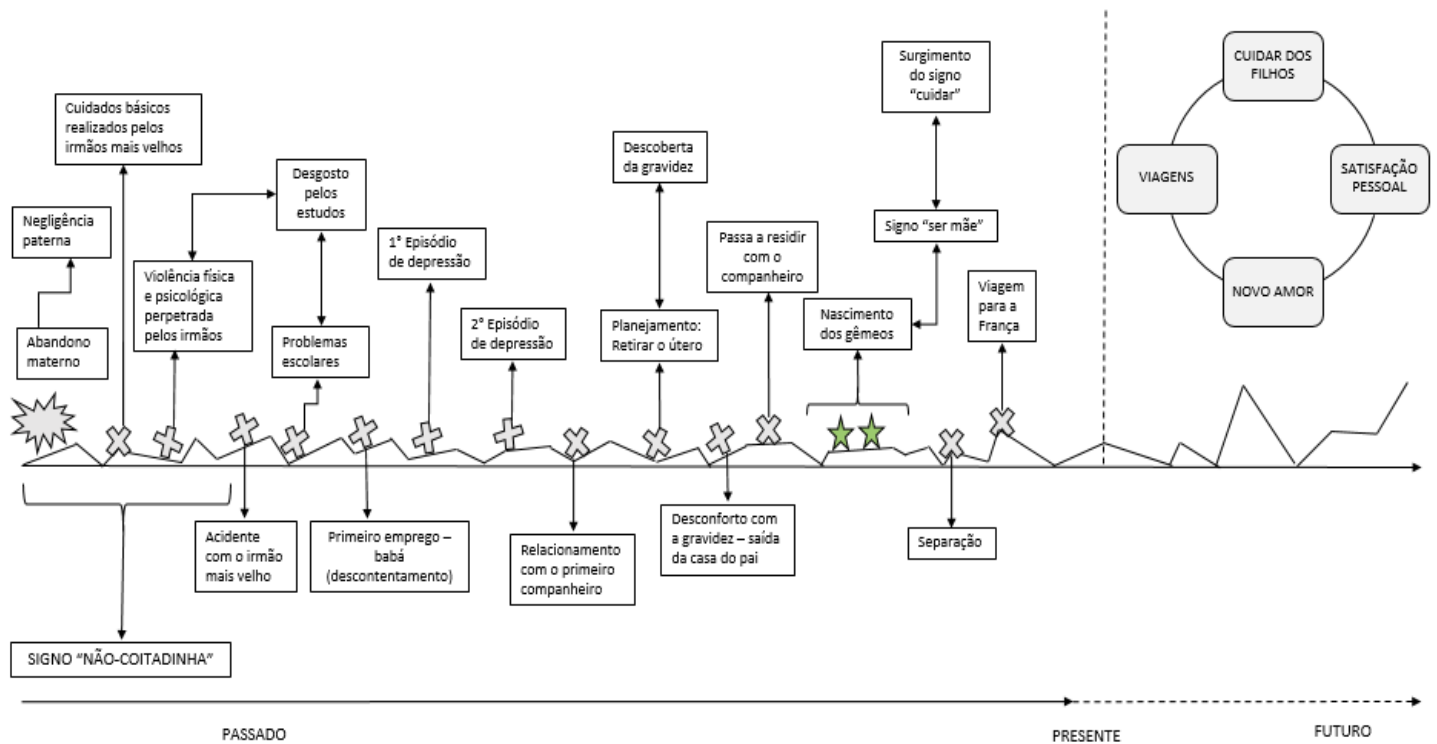 Surgimento
do signo
“cuidar”
CUIDAR DOS
FILHOS
Cuidados básicos
realizados pelos
irmãos mais velhos
Descoberta
da gravidez
Desgosto
pelos
estudos
VIAGENS
SATISFAÇÃO
PESSOAL
Negligência
paterna
Signo “ser mãe”
1° Episódio
de depressão
Passa a residir
com o
companheiro
Violência física
e psicológica
perpetrada
pelos irmãos
Viagem
para a
França
NOVO AMOR
Abandono
materno
Problemas
escolares
2° Episódio
de depressão
Planejamento:
Retirar o útero
Nascimento
dos gêmeos
Acidente
com o irmão
mais velho
Primeiro emprego –
babá
(descontentamento)
Relacionamento
com o primeiro
companheiro
Desconforto com
a gravidez – saída
da casa do pai
Separação
SIGNO “NÃO-COITADINHA”
PASSADO
PRESENTE
FUTURO